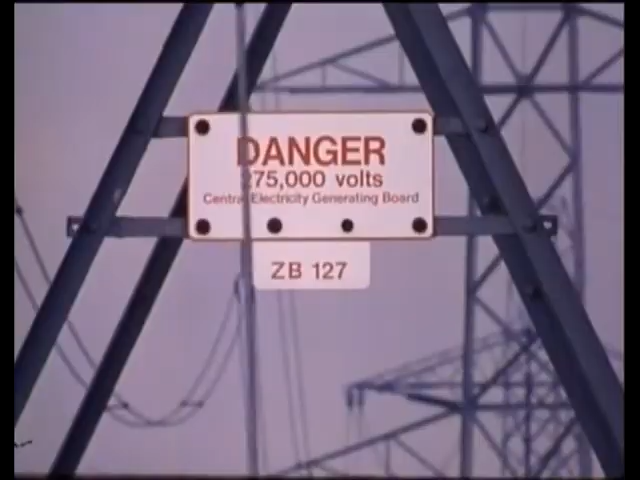 DANGER
275,000 volts
Central Electricity Generating Board
ZB 127